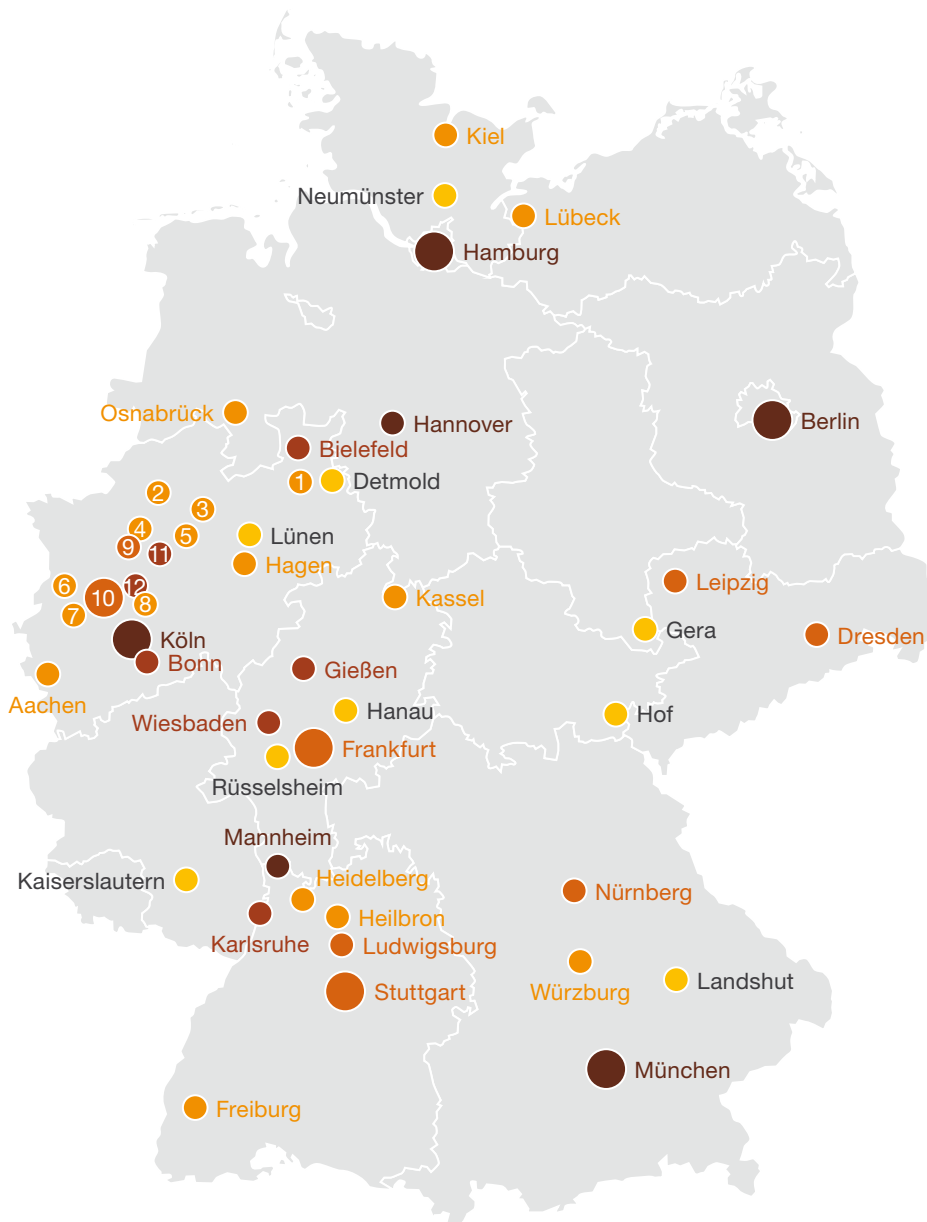 Kiel
Neumünster
Lübeck
Hamburg
Osnabrück
Hannover
Berlin
Bielefeld
1
Detmold
2
3
4
5
Lünen
9
11
Hagen
6
12
Kassel
Leipzig
10
8
7
Gera
Dresden
Köln
Bonn
Gießen
Aachen
Hanau
Hof
Wiesbaden
Frankfurt
Rüsselsheim
Mannheim
Kaiserslautern
Heidelberg
Nürnberg
Heilbron
Karlsruhe
Ludwigsburg
Landshut
Würzburg
Stuttgart
München
Freiburg